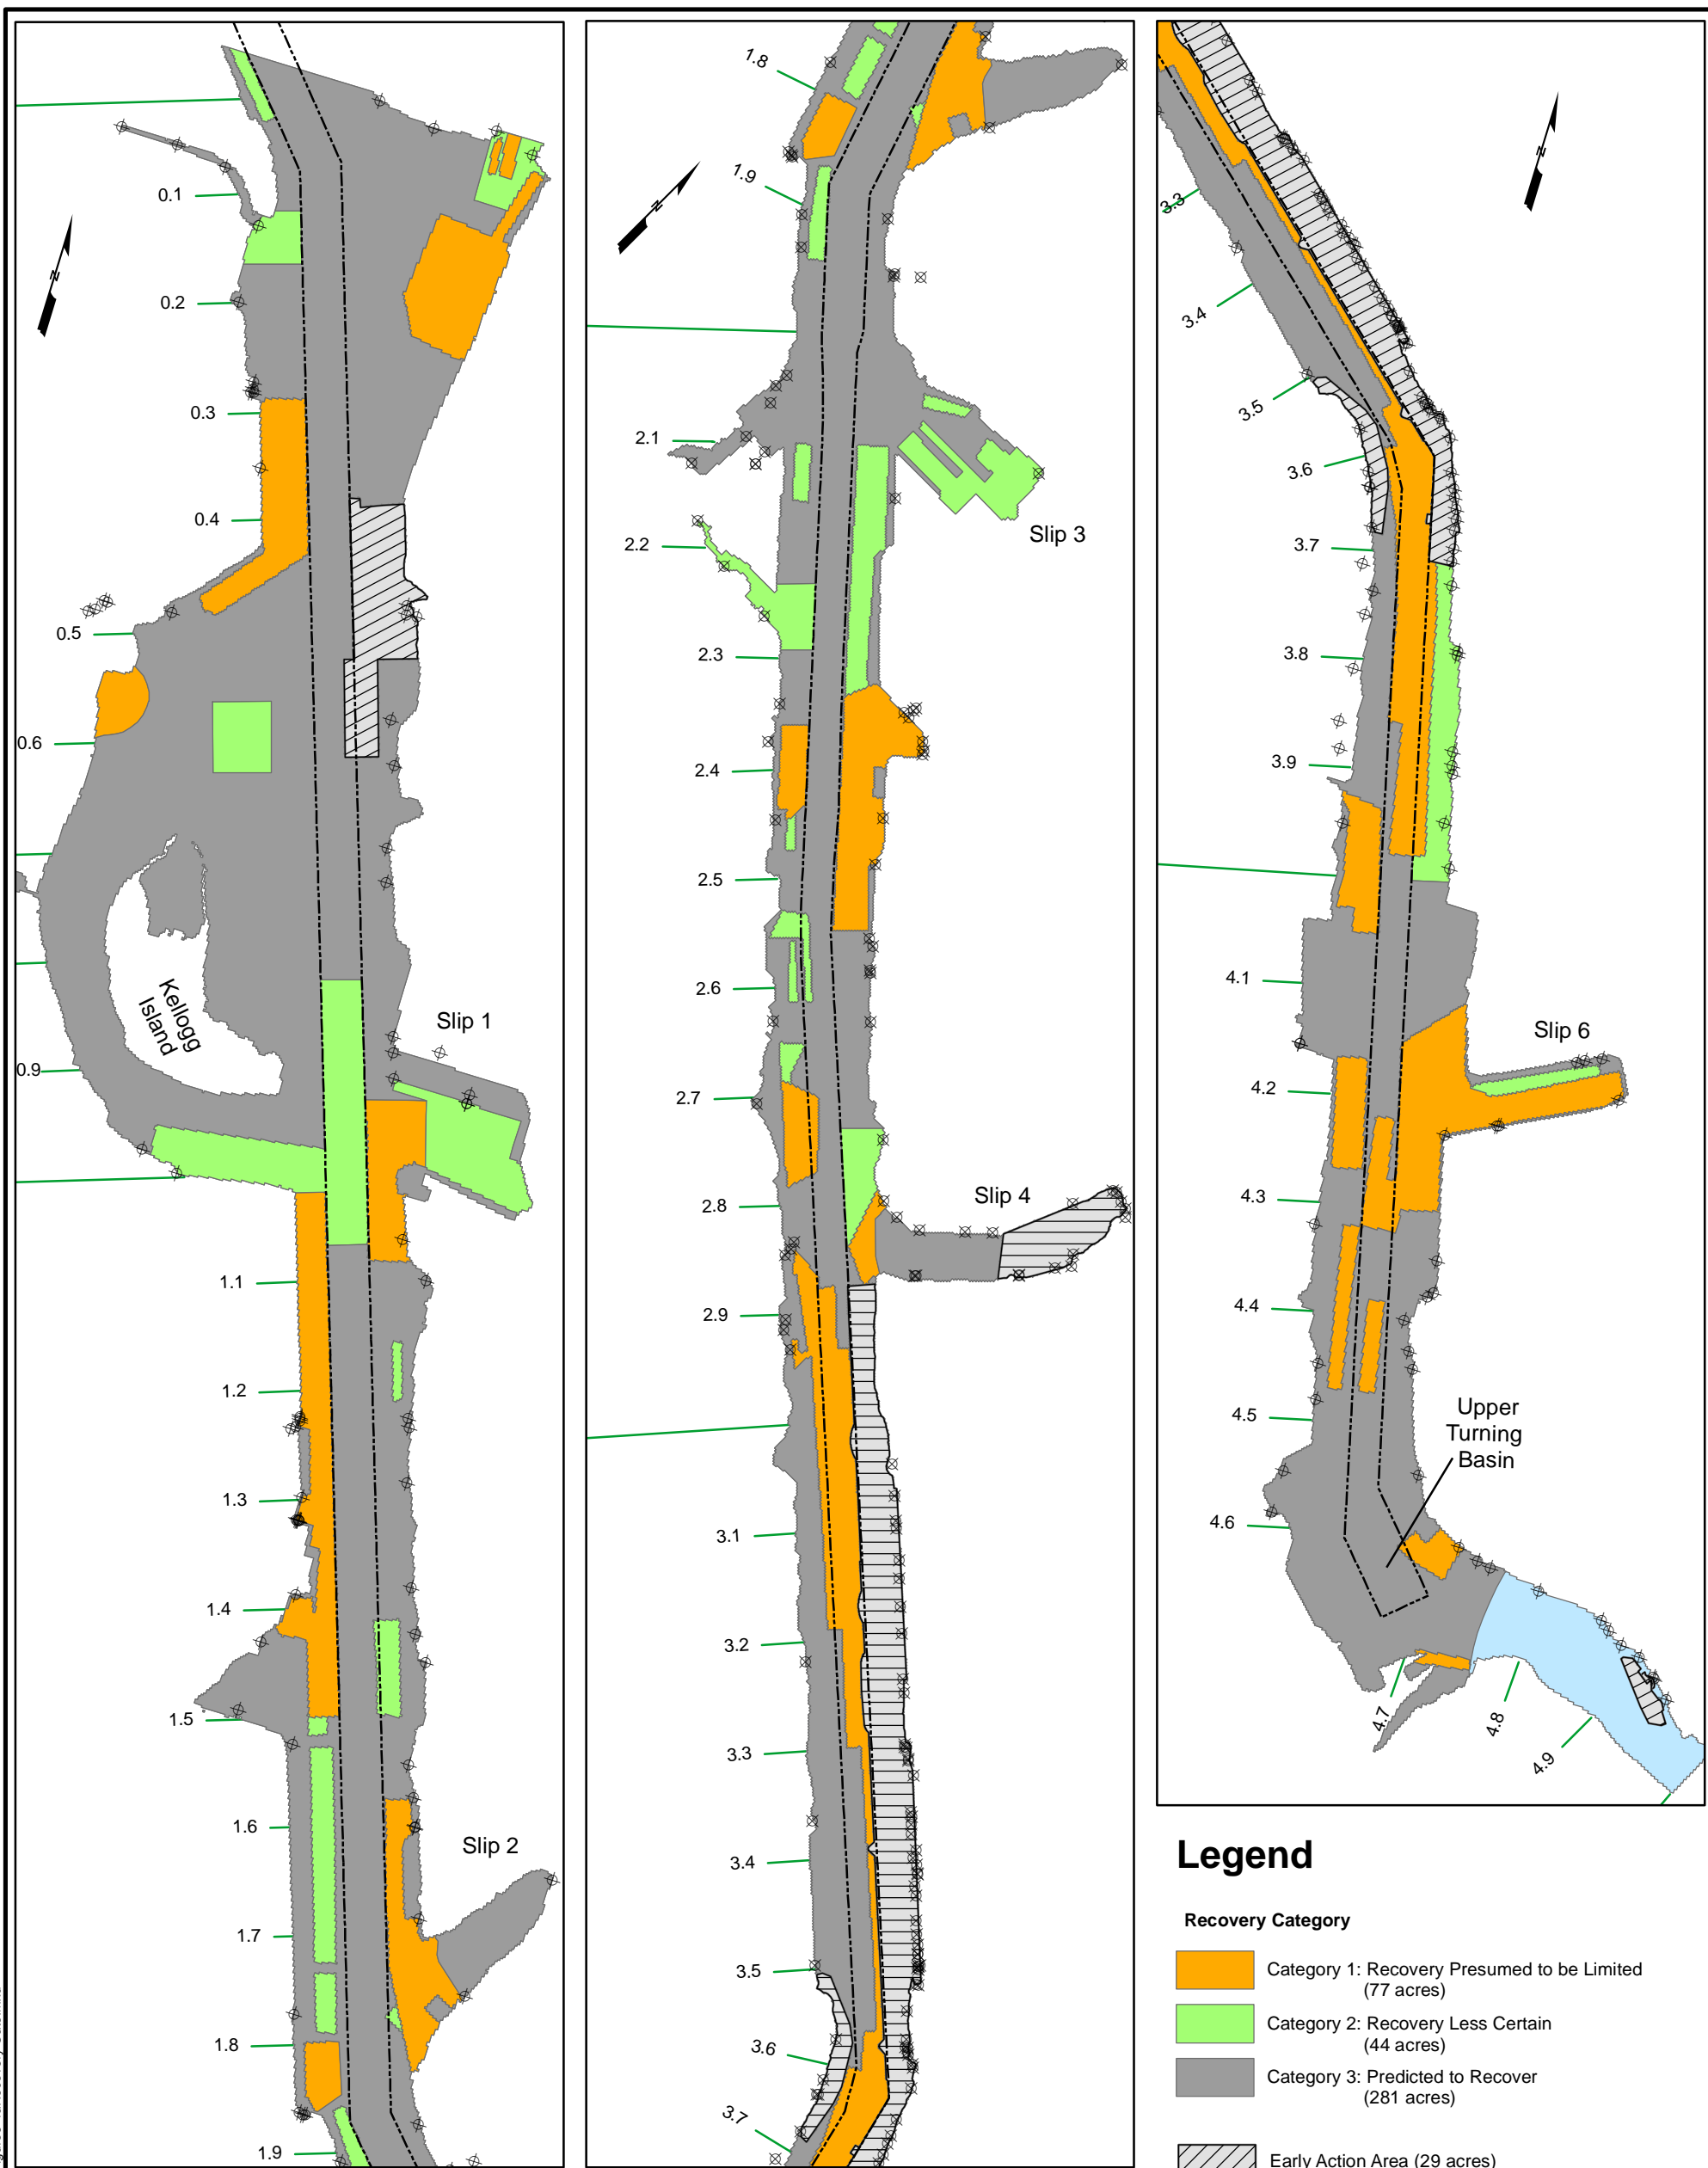 0.1
0.2
0.3
0.4
0.5
0.6
0.9
Kellogg
Island
Slip 1
1.1
1.2
1.3
1.4
1.5
1.6
Slip 2
1.7
1.8
1.9
N
1.8
1.9
N
2.1
Slip 3
2.2
2.3
2.4
2.5
2.6
2.7
2.8
Slip 4
2.9
3.1
3.2
3.3
3.4
3.5
3.6
3.7
N
3.3
3.4
3.5
3.6
3.7
3.8
3.9
4.1
Slip 6
4.2
4.3
4.4
4.5
Upper
Turning
Basin
4.6
4.7
4.8
4.9
Legend
Recovery Category
Category 1: Recovery Presumed to be Limited
(77 acres)
Category 2: Recovery Less Certain
(44 acres)
Category 3: Predicted to Recover
(281 acres)
Early Action Area (29 acres)